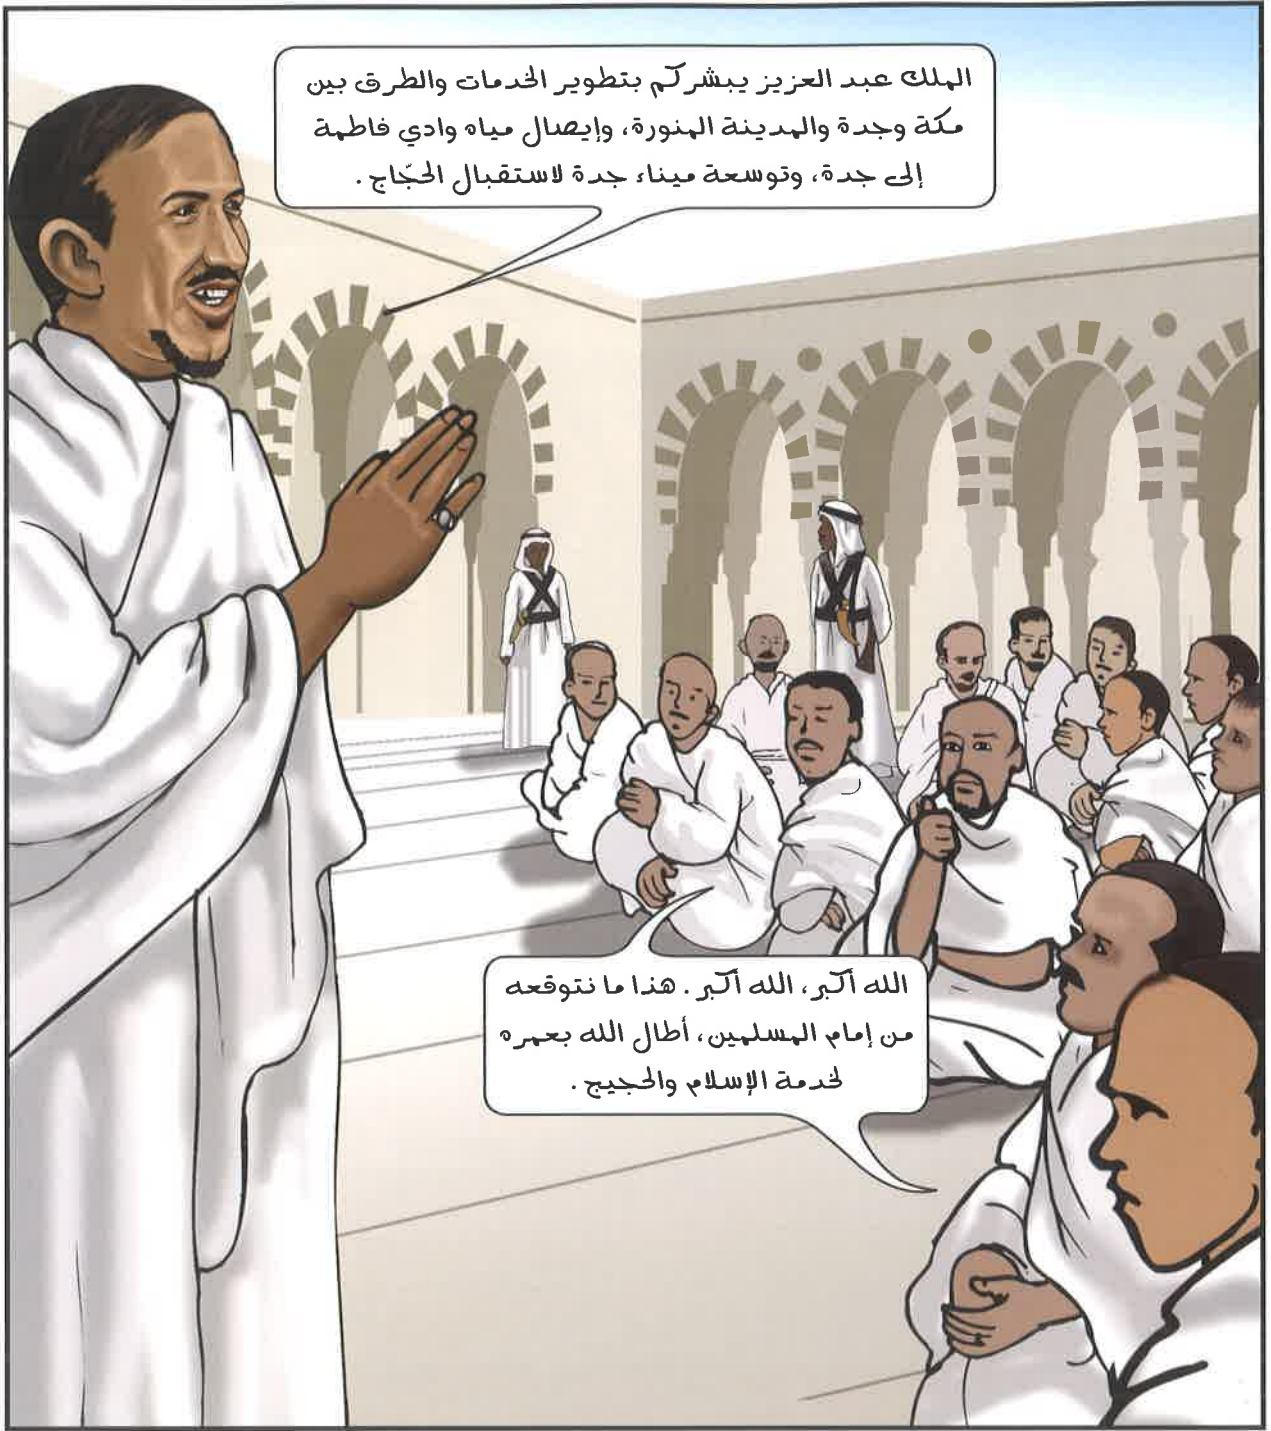 الملك عبد العزيز يبشركم بتطوير الخدمات والطرق بين
مكة وجدة والمدينة المنورة، وإيصال مياه وادي فاطمة
إلى جدة، وتوسعة ميناء جدة لاستقبال الحجّاج.
الله أكبر، الله أكبر. هذا ما نتوقعه
من إمام المسلمين، أطال الله بعمره
لخدمة الإسلام والحجيج.